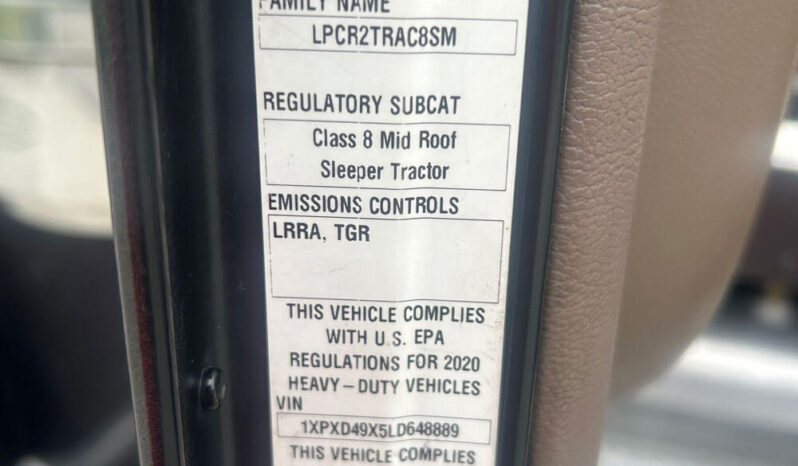 FAMILY NAME
LPCR2TRAC8SM
REGULATORY SUBCAT
Class 8 Mid Roof
Sleeper Tractor
EMISSIONS CONTROLS
LRRA, TGR
THIS VEHICLE COMPLIES
WITH U.S. EPA
REGULATIONS FOR 2020
HEAVY-DUTY VEHICLES
VIN
1XPXD49X5LD648889
THIS VEHICLE COMPLIES